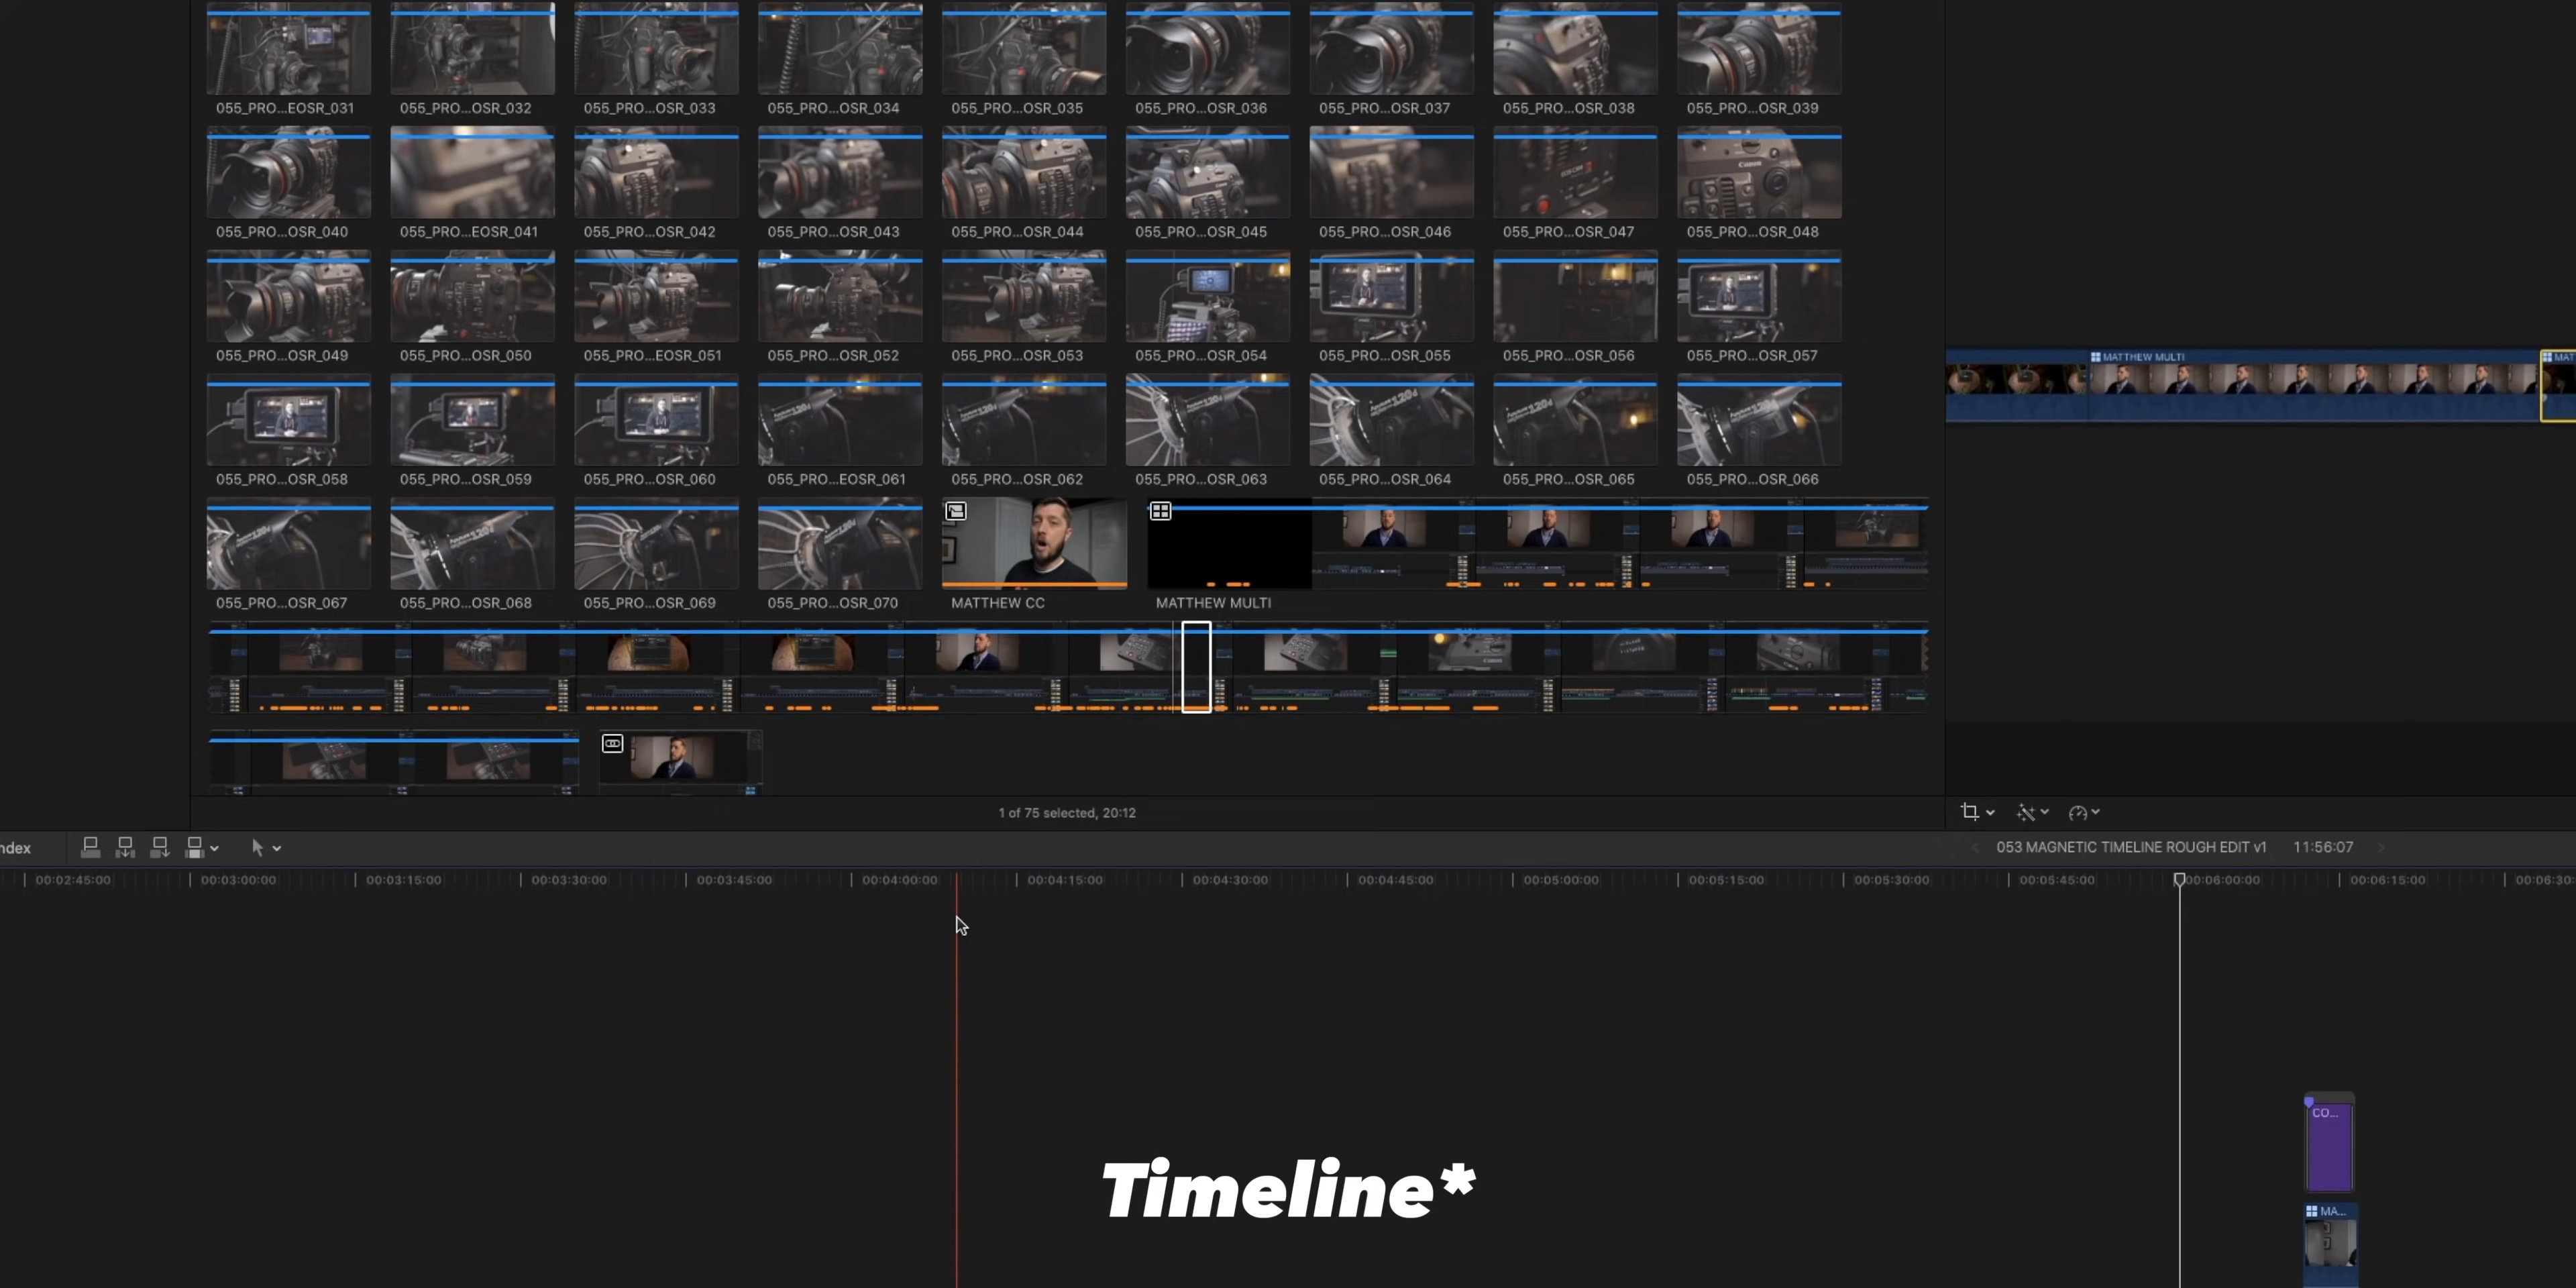 055_PRO...EOSR_031 055_PRO...OSR_032 055_PRO...OSR_033 055_PRO...OSR_034 055_PRO...OSR_035 055_PRO...OSR_036 055_PRO...OSR_037 055_PRO...OSR_038 055_PRO...OSR_039
055_PRO...OSR_040 055_PRO...EOSR_041 055_PRO...OSR_042 055_PRO...OSR_043 055_PRO...OSR_044 055_PRO...OSR_045 055_PRO...OSR_046 055_PRO...OSR_047 055_PRO...OSR_048
055_PRO...OSR_049 055_PRO...OSR_050 055_PRO...EOSR_051 055_PRO...OSR_052 055_PRO...OSR_053 055_PRO...OSR_054 055_PRO...OSR_055 055_PRO...OSR_056 055_PRO...OSR_057
MATTHEW MULTI MAT
055_PRO...OSR_058 055_PRO...OSR_059 055_PRO...OSR_060 055_PRO...EOSR_061 055_PRO...OSR_062 055_PRO...OSR_063 055_PRO...OSR_064 055_PRO...OSR_065 055_PRO...OSR_066
055_PRO...OSR_067 055_PRO...OSR_068 055_PRO...OSR_069 055_PRO...OSR_070 MATTHEW CC MATTHEW MULTI
1 of 75 selected, 20:12
ndex 053 MAGNETIC TIMELINE ROUGH EDIT v1 11:56:07
00:02:45:00 00:03:00:00 00:03:15:00 00:03:30:00 00:03:45:00 00:04:00:00 00:04:15:00 00:04:30:00 00:04:45:00 00:05:00:00 00:05:15:00 00:05:30:00 00:05:45:00 00:06:00:00 00:06:15:00 00:06:30:
CO...
Timeline*
MA...